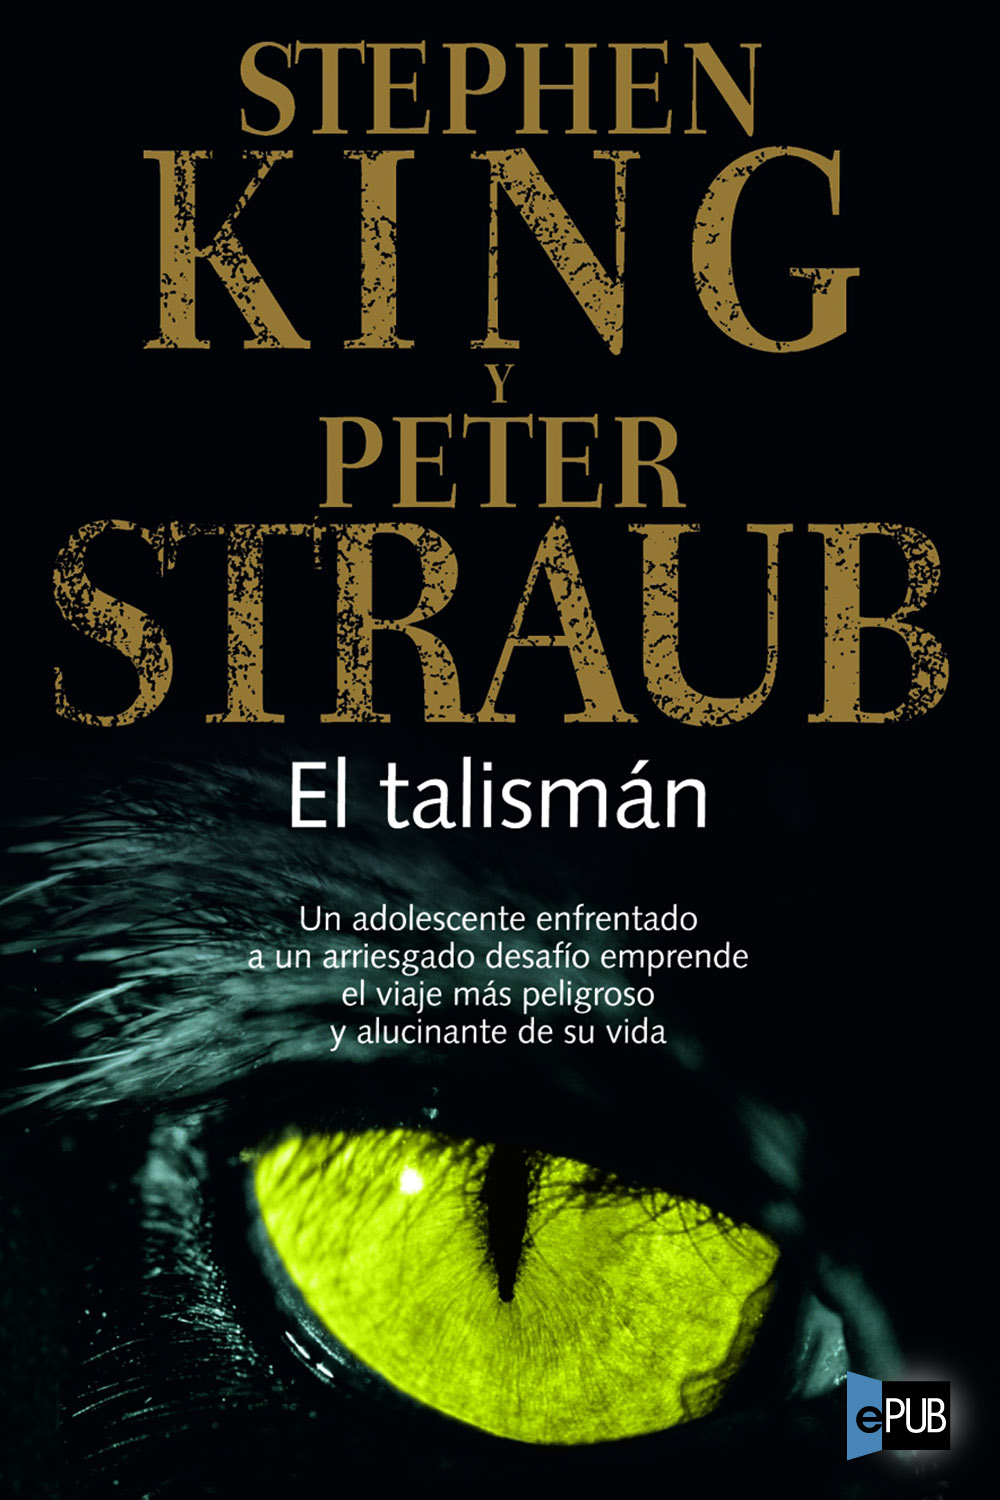 STEPHEN
KING
Y
PETER
STRAUB
El talismán
Un adolescente enfrentado
a un arriesgado desafío emprende
el viaje más peligroso
y alucinante de su vida
ePUB